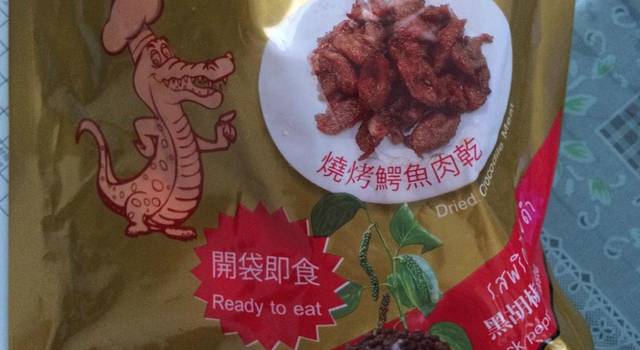 燒烤鱷魚肉乾
Dried Crocodile Meat
開袋即食
Ready to eat
黑胡椒